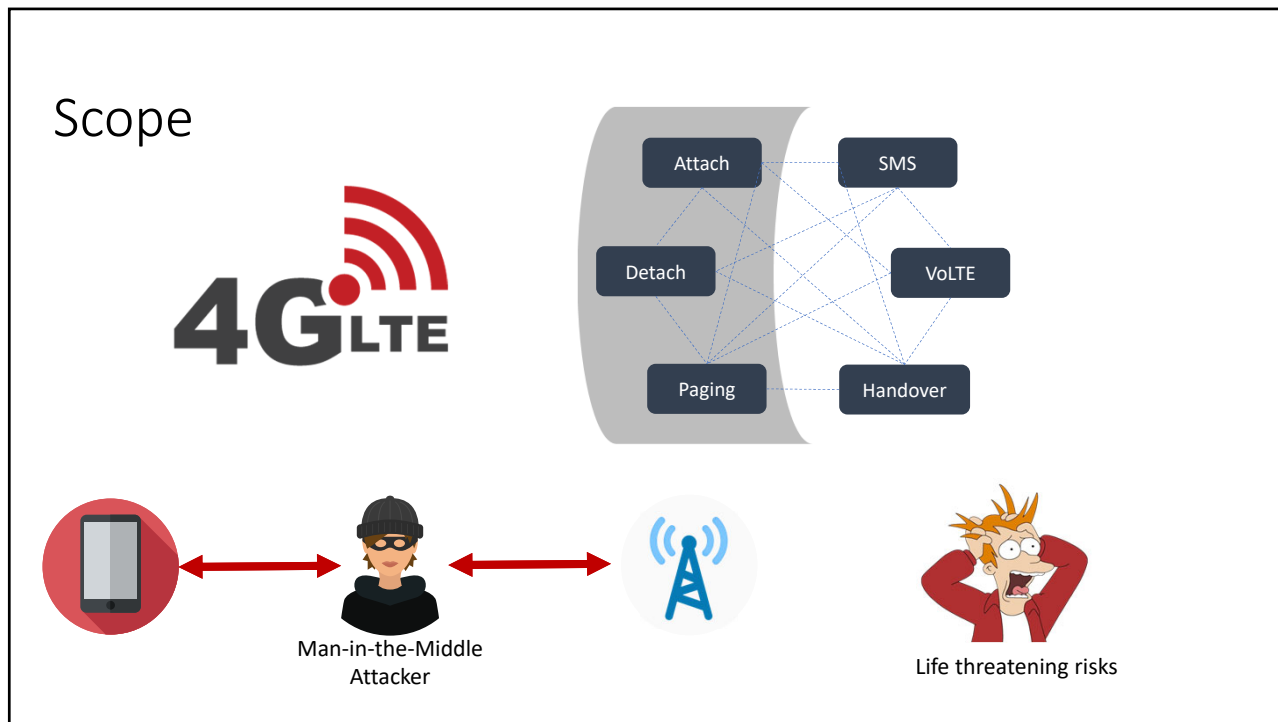 Scope
4G LTE
Attach
SMS
Detach
VoLTE
Paging
Handover
Man-in-the-Middle
Attacker
Life threatening risks